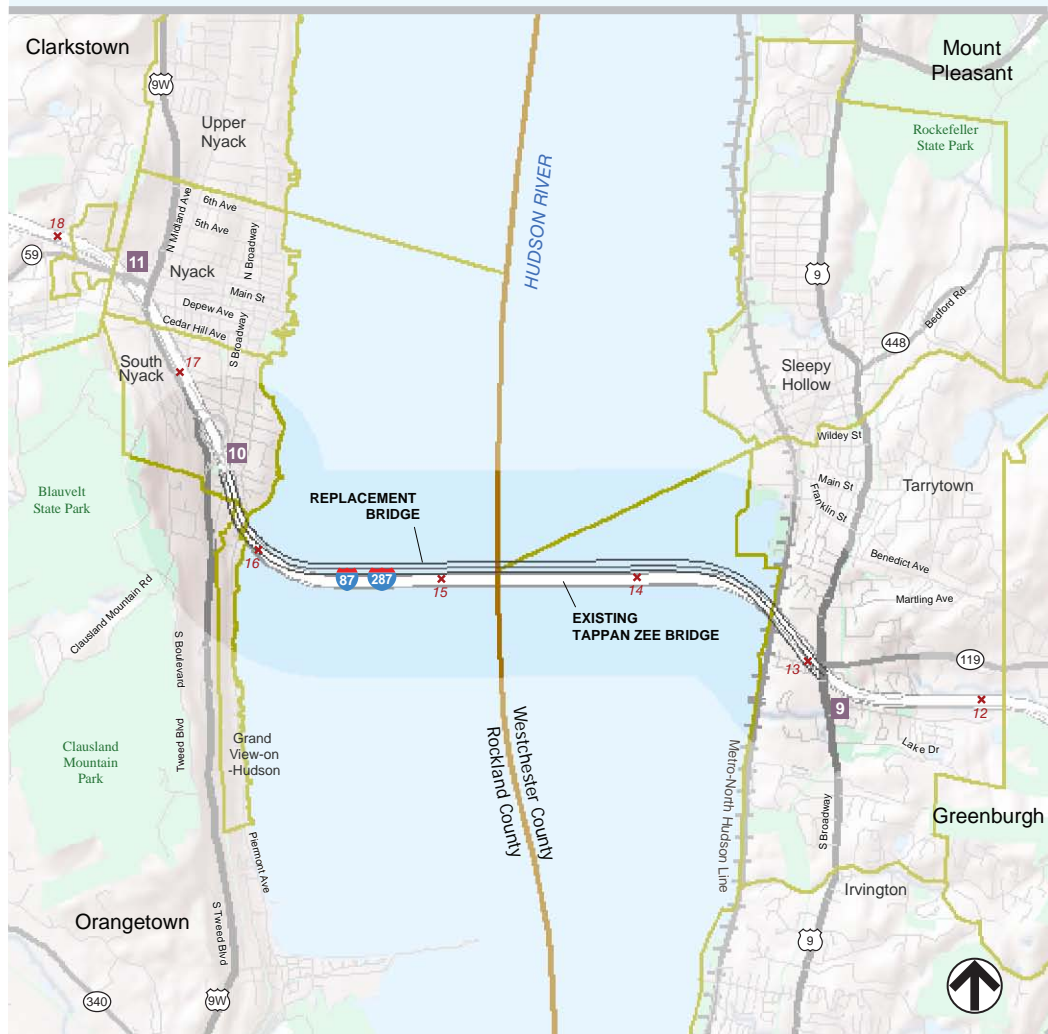 Clarkstown
Mount
Pleasant
9W
Upper
Nyack
Rockefeller
State Park
HUDSON RIVER
6th Ave
5th Ave
N Midland Ave
N Broadway
18
59
11
Nyack
Main St
Depew Ave
Cedar Hill Ave
S Broadway
9
Bedford Rd
448
South
Nyack
17
Sleepy
Hollow
Wildey St
10
Main St
Franklin St
Tarrytown
Blauvelt
State Park
REPLACEMENT
BRIDGE
16
87
287
15
14
Benedict Ave
Martling Ave
Clausland Mountain Rd
EXISTING
TAPPAN ZEE BRIDGE
S Boulevard
13
119
9
12
Tweed Blvd
Clausland
Mountain
Park
Grand
View-on
-Hudson
Westchester County
Rockland County
Metro-North Hudson Line
Lake Dr
S Broadway
Greenburgh
Piermont Ave
Irvington
Orangetown
S Tweed Blvd
9
340
9W